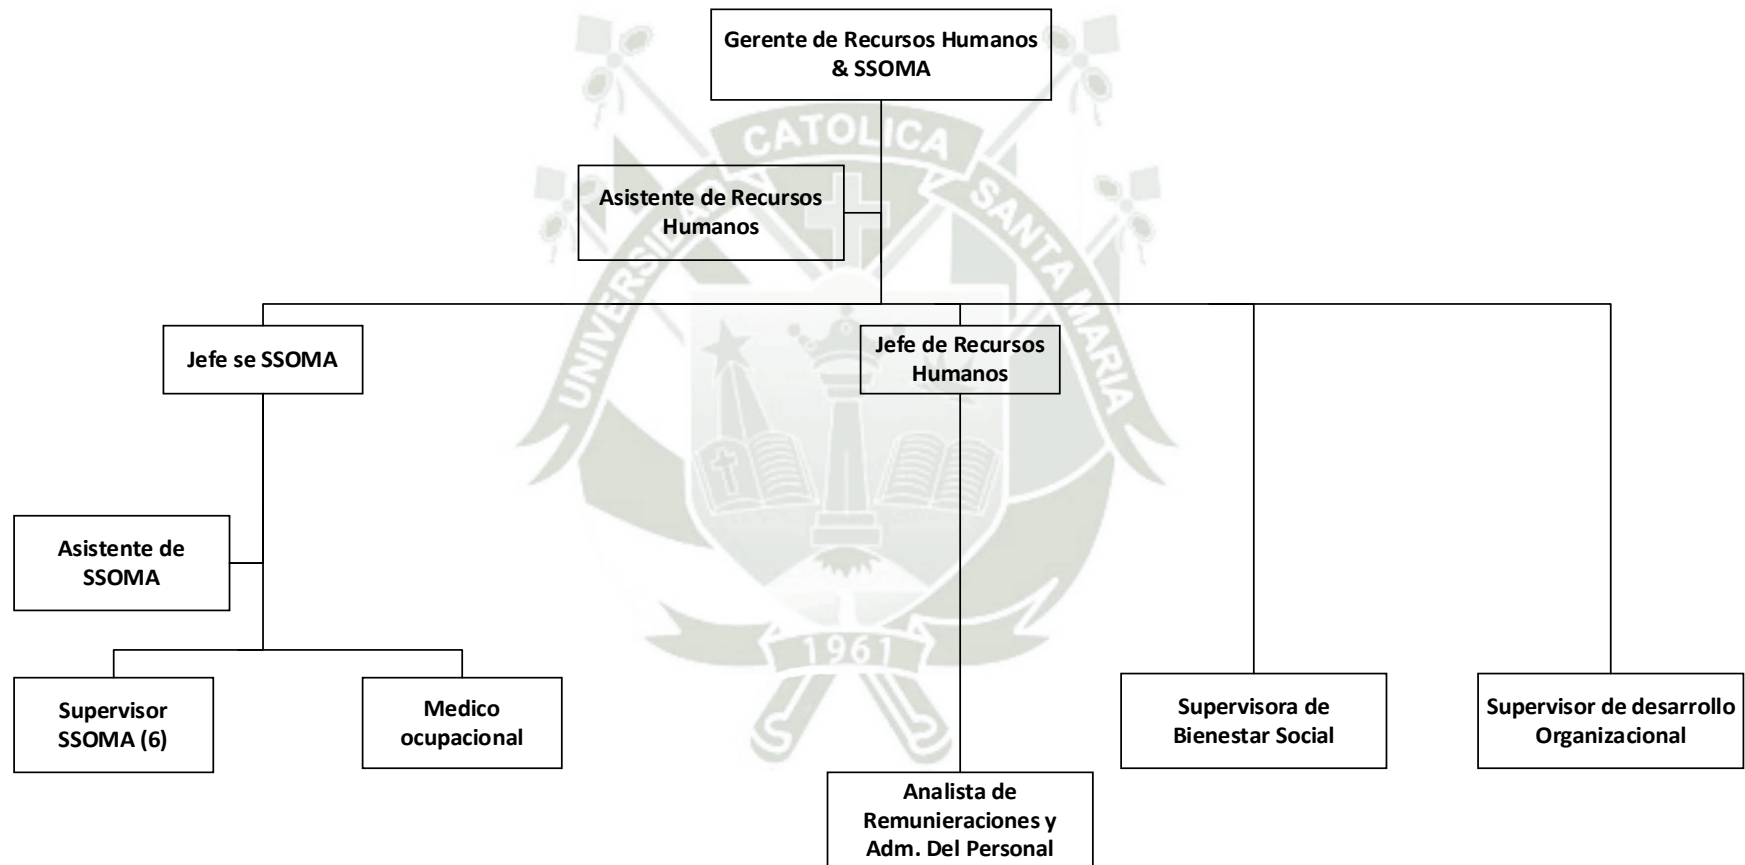 Gerente de Recursos Humanos
& SSOMA
CATOLICA
UNIVERSIDAD
SANTA MARIA
Asistente de Recursos
Humanos
Jefe se SSOMA
Jefe de Recursos
Humanos
Asistente de
SSOMA
1961
Supervisor
SSOMA (6)
Medico
ocupacional
Supervisora de
Bienestar Social
Supervisor de desarrollo
Organizacional
Analista de
Remunieraciones y
Adm. Del Personal